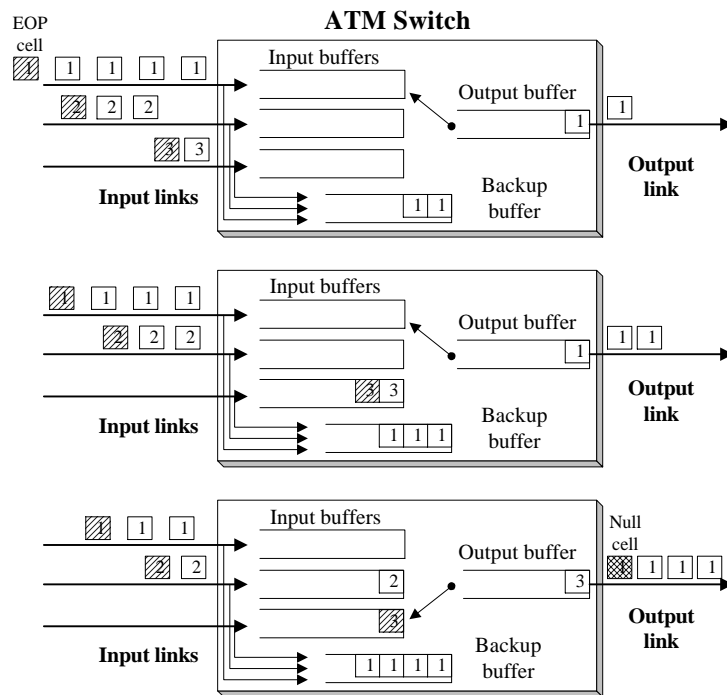 ATM Switch
EOP
cell
1 1 1 1 1
2 2 2
3 3
Input links
Input buffers
Output buffer
1
Backup
buffer
1 1
1
Output
link
1 1 1 1
2 2 2
Input links
Input buffers
Output buffer
1
3 3
Backup
buffer
1 1 1
1 1
Output
link
1 1 1
2 2
Input links
Input buffers
Output buffer
2
3
3
Backup
buffer
1 1 1 1
Null
cell
1 1 1 1
Output
link